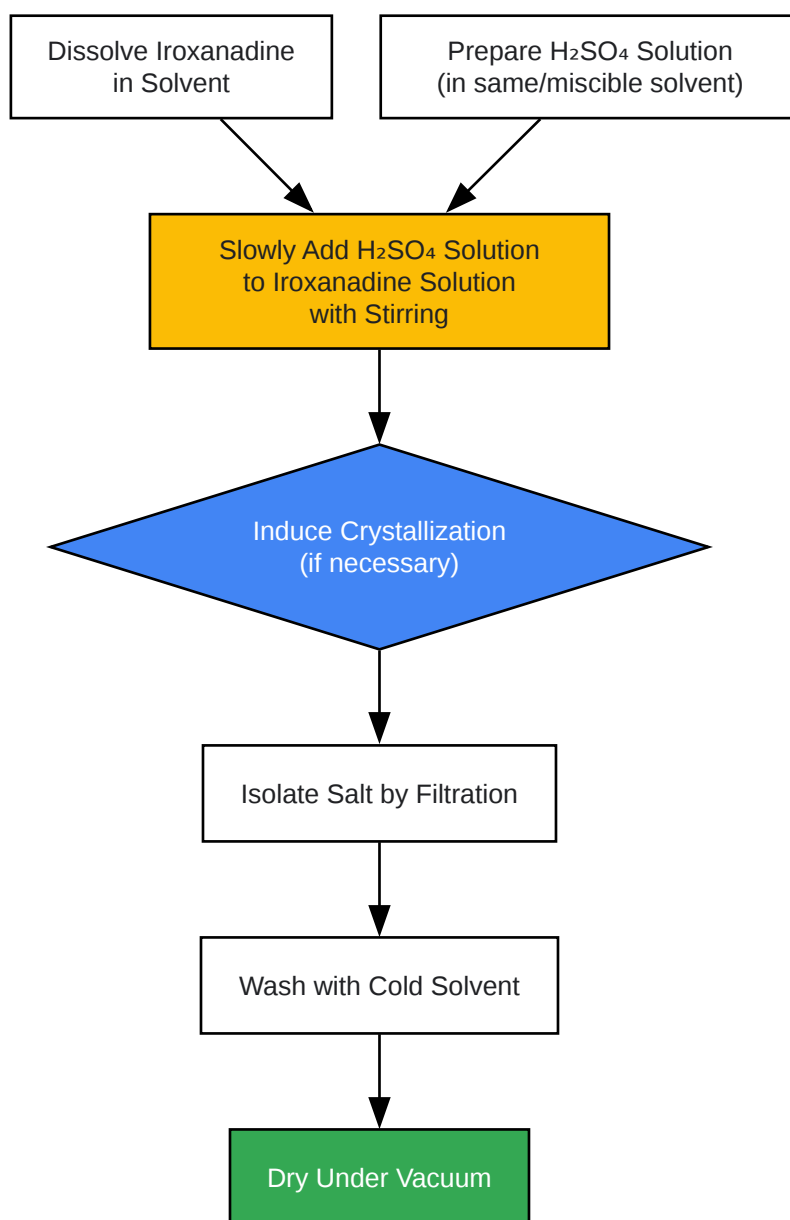 Dissolve Iroxanadine
in Solvent
Prepare H₂SO₄ Solution
(in same/miscible solvent)
Slowly Add H₂SO₄ Solution
to Iroxanadine Solution
with Stirring
Induce Crystallization
(if necessary)
Isolate Salt by Filtration
Wash with Cold Solvent
Dry Under Vacuum